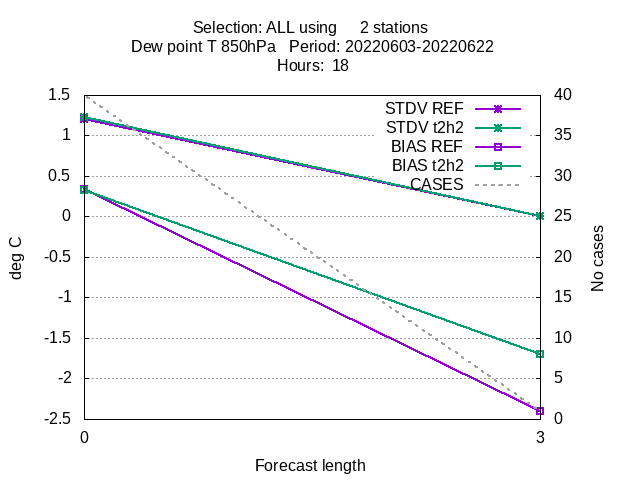 Selection: ALL using 2 stations
Dew point T 850hPa Period: 20220603-20220622
Hours: 18
1.5
1
0.5
0
-0.5
-1
-1.5
-2
-2.5
40
35
30
25
20
15
10
5
0
STDV REF
STDV t2h2
BIAS REF
BIAS t2h2
CASES
deg C
No cases
0 3
Forecast length